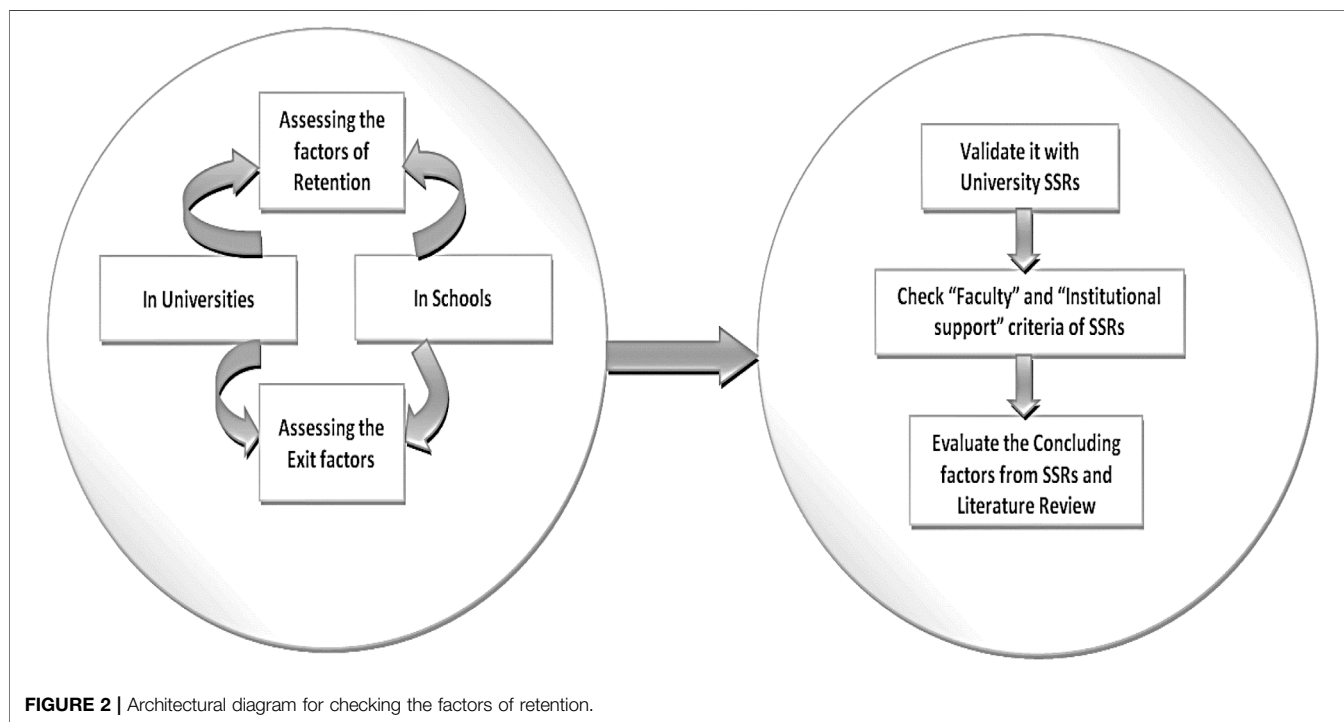 Assessing the
factors of
Retention
In Universities
In Schools
Assessing the
Exit factors
Validate it with
University SSRs
Check “Faculty” and “Institutional
support” criteria of SSRs
Evaluate the Concluding
factors from SSRs and
Literature Review
FIGURE 2 | Architectural diagram for checking the factors of retention.